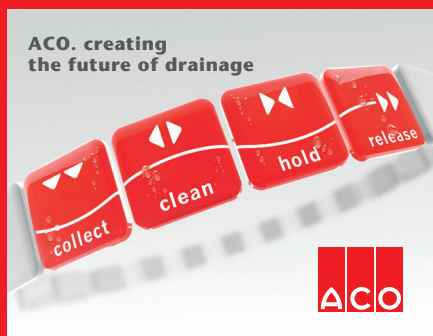 ACO. creating
the future of drainage
collect
clean
hold
release
ACO